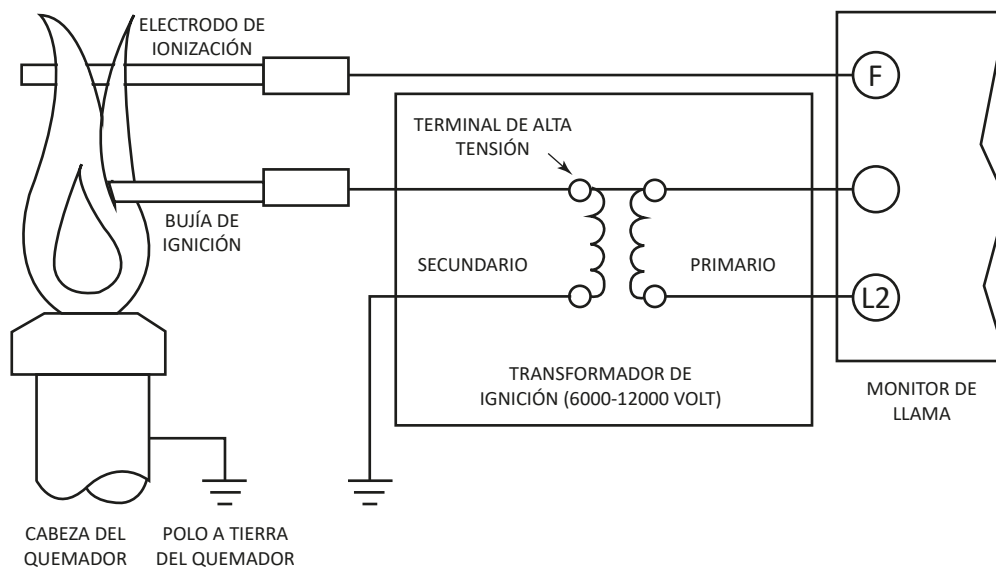 ELECTRODO DE
IONIZACIÓN
F
TERMINAL DE ALTA
TENSIÓN
BUJÍA DE
IGNICIÓN
SECUNDARIO
PRIMARIO
L2
TRANSFORMADOR DE
IGNICIÓN (6000-12000 VOLT)
MONITOR DE
LLAMA
CABEZA DEL
QUEMADOR
POLO A TIERRA
DEL QUEMADOR